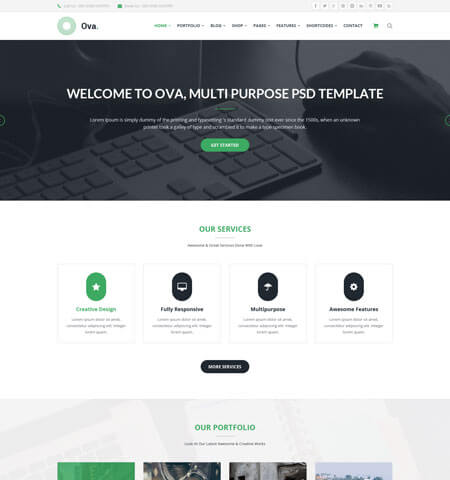 Ova.
HOME PORTFOLIO BLOG SHOP PAGES FEATURES SHORTCODES CONTACT
WELCOME TO OVA, MULTI PURPOSE PSD TEMPLATE
Lorem Ipsum is simply dummy of the printing and typesetting 's standard dummy text ever since the 1500s, when an unknown
printer took a galley of type and scrambled it to make a type specimen book.
GET STARTED
OUR SERVICES
Awesome & Great Services Done With Love
Creative Design
Lorem ipsum dolor sit amet,
consectetur adipiscing elit. Integer
lorem quam.
Fully Responsive
Lorem ipsum dolor sit amet,
consectetur adipiscing elit. Integer
lorem quam.
Multipurpose
Lorem ipsum dolor sit amet,
consectetur adipiscing elit. Integer
lorem quam.
Awesome Features
Lorem ipsum dolor sit amet,
consectetur adipiscing elit. Integer
lorem quam.
MORE SERVICES
OUR PORTFOLIO
Look At Our Latest Awesome & Creative Works